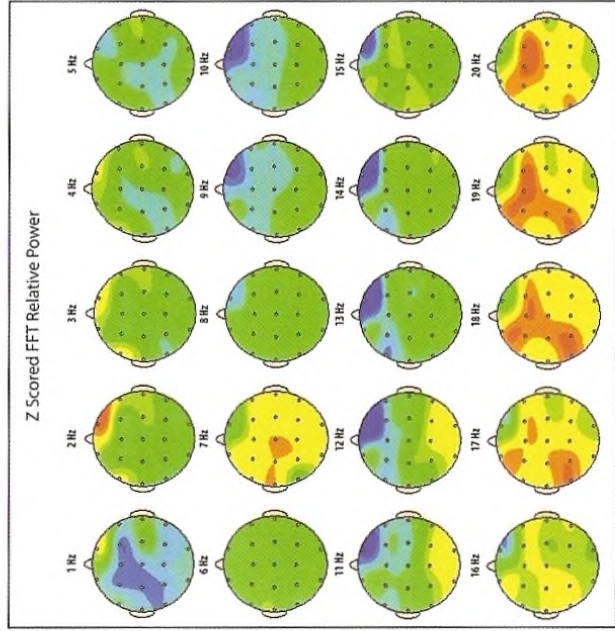 Z Scored FFT Relative Power
1 Hz 2 Hz 3 Hz 4 Hz 5 Hz
6 Hz 7 Hz 8 Hz 9 Hz 10 Hz
11 Hz 12 Hz 13 Hz 14 Hz 15 Hz
16 Hz 17 Hz 18 Hz 19 Hz 20 Hz